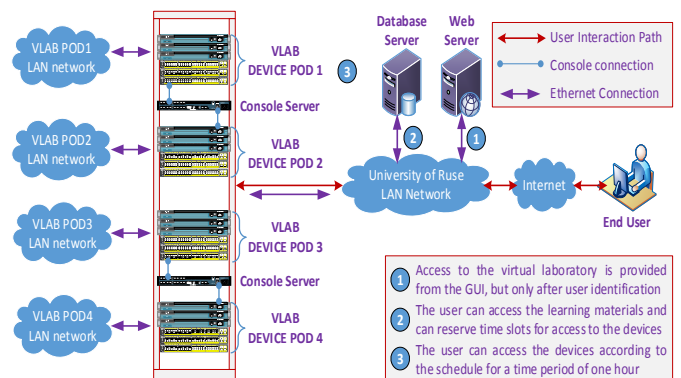 VLAB POD1
LAN network
VLAB
DEVICE POD 1
Console Server
VLAB POD2
LAN network
VLAB
DEVICE POD 2
VLAB POD3
LAN network
VLAB
DEVICE POD 3
Console Server
VLAB POD4
LAN network
VLAB
DEVICE POD 4
3
Database
Server
Web
Server
2
1
University of Ruse
LAN Network
Internet
End User
User Interaction Path
Console connection
Ethernet Connection
1 Access to the virtual laboratory is provided
from the GUI, but only after user identification
2 The user can access the learning materials and
can reserve time slots for access to the devices
3 The user can access the devices according to
the schedule for a time period of one hour